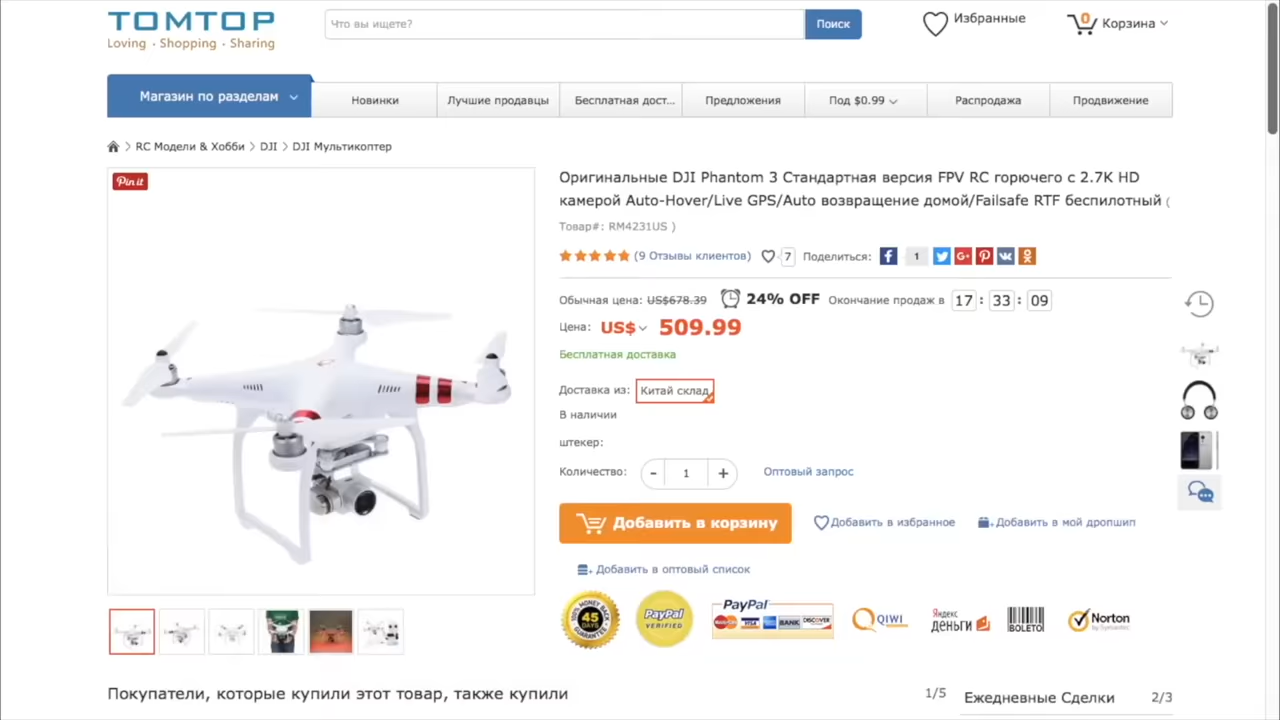 TOMTOP
Loving · Shopping · Sharing
Что вы ищете?
Поиск
Избранные
0
Корзина
Магазин по разделам
Новинки
Лучшие продавцы
Бесплатная дост...
Предложения
Под $0.99
Распродажа
Продвижение
RC Модели & Хобби > DJI > DJI Мультикоптер
Pin it
Оригинальные DJI Phantom 3 Стандартная версия FPV RC горючего с 2.7K HD
камерой Auto-Hover/Live GPS/Auto возвращение домой/Failsafe RTF беспилотный (
Товар#: RM4231US )
(9 Отзывы клиентов)
7
Поделиться:
1
Обычная цена: US$678.39
24% OFF
Окончание продаж в 17 : 33 : 09
Цена: US$ 509.99
Бесплатная доставка
Доставка из: Китай склад
В наличии
штекер:
Количество: - 1 +
Оптовый запрос
Добавить в корзину
Добавить в избранное
Добавить в мой дропшип
Добавить в оптовый список
100% MONEY BACK
45
DAYS
GUARANTEE
PayPal
VERIFIED
PayPal
VISA
BANK
DISCOVER
QIWI
Яндекс
деньги
BOLETO
Norton
by Symantec
Покупатели, которые купили этот товар, также купили
1/5
Ежедневные Сделки
2/3